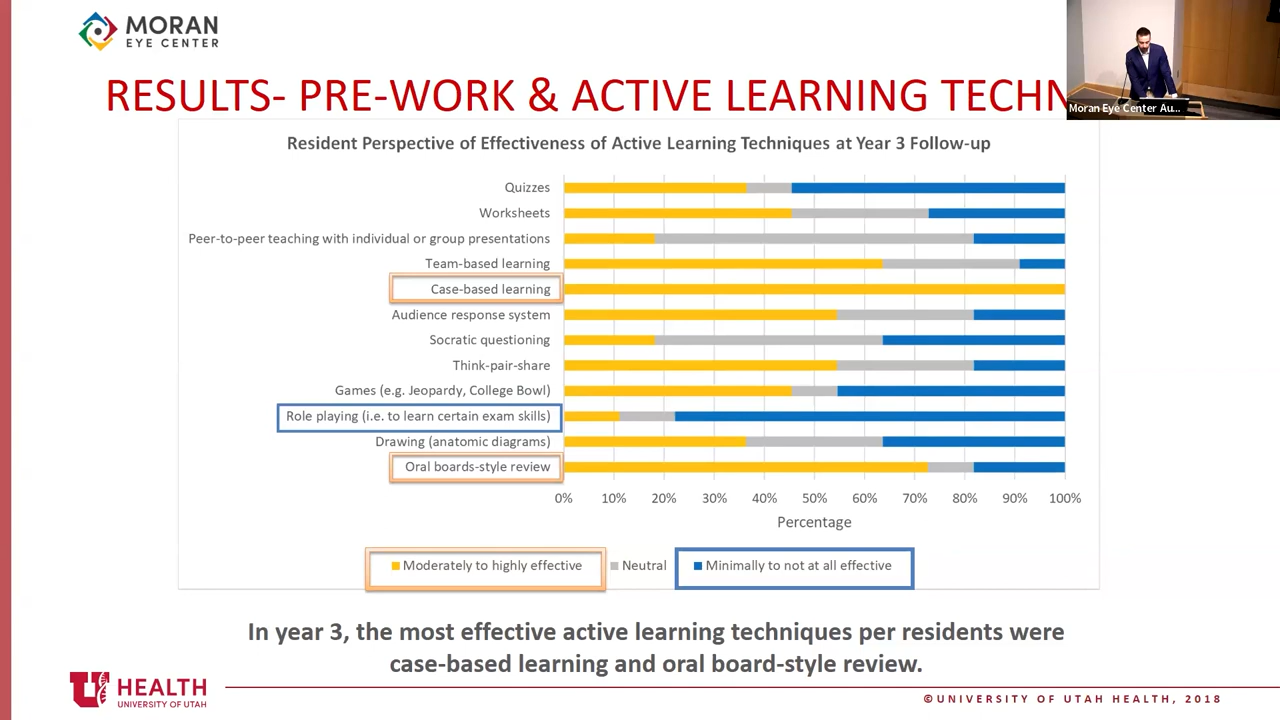 MORAN
EYE CENTER
RESULTS- PRE-WORK & ACTIVE LEARNING TECHN
Moran Eye Center Au...
Resident Perspective of Effectiveness of Active Learning Techniques at Year 3 Follow-up
Quizzes
Worksheets
Peer-to-peer teaching with individual or group presentations
Team-based learning
Case-based learning
Audience response system
Socratic questioning
Think-pair-share
Games (e.g. Jeopardy, College Bowl)
Role playing (i.e. to learn certain exam skills)
Drawing (anatomic diagrams)
Oral boards-style review
0% 10% 20% 30% 40% 50% 60% 70% 80% 90% 100%
Percentage
Moderately to highly effective Neutral Minimally to not at all effective
In year 3, the most effective active learning techniques per residents were
case-based learning and oral board-style review.
U HEALTH
UNIVERSITY OF UTAH
©UNIVERSITY OF UTAH HEALTH, 2018